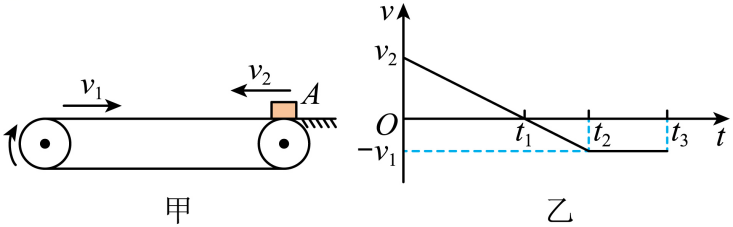 v₁
v₂
A
甲
v
v₂
O
t₁
t₂
t₃
t
-v₁
乙